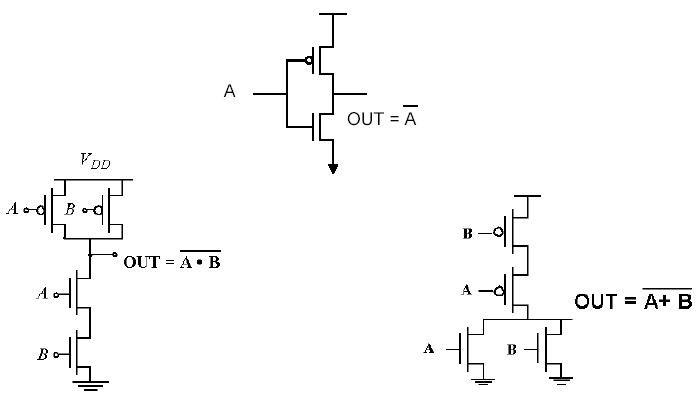 A
OUT = A̅
V_DD
A
B
OUT = A̅ ̅•̅ ̅B̅
A
B
B
A
OUT = A̅+̅ ̅B̅
A
B